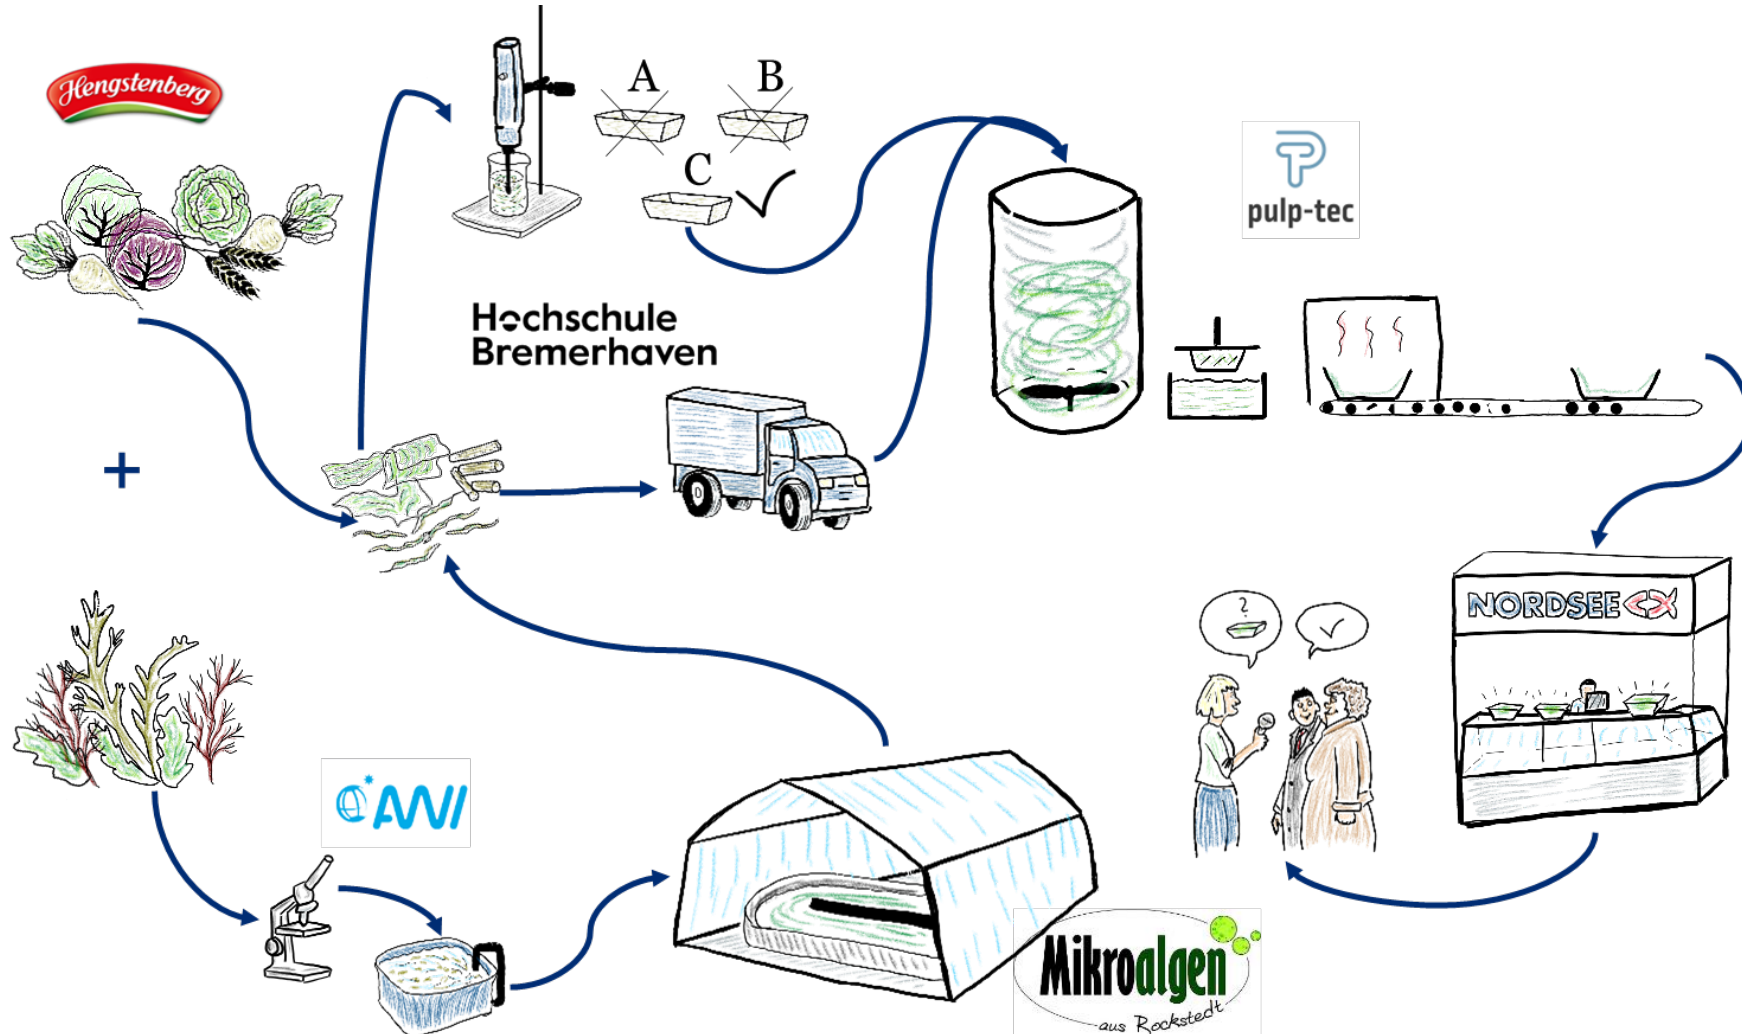 Hengstenberg
A
B
C
pulp-tec
Hochschule
Bremerhaven
+
NORDSEE
?
AWI
Mikroalgen
aus Rockstedt